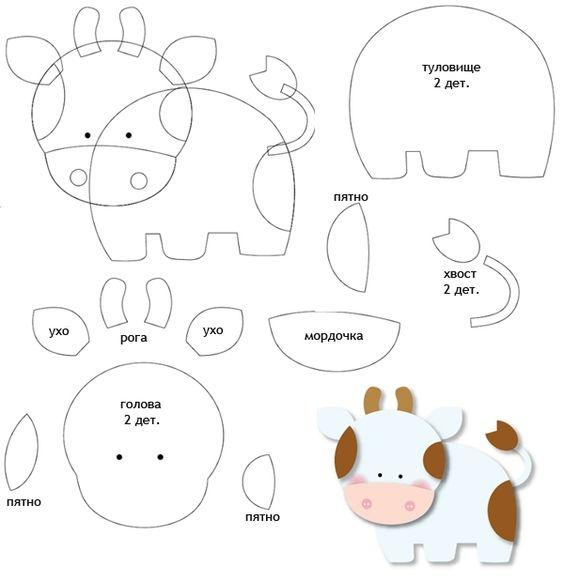 туловище
2 дет.
пятно
хвост
2 дет.
ухо
рога
ухо
мордочка
голова
2 дет.
пятно
пятно